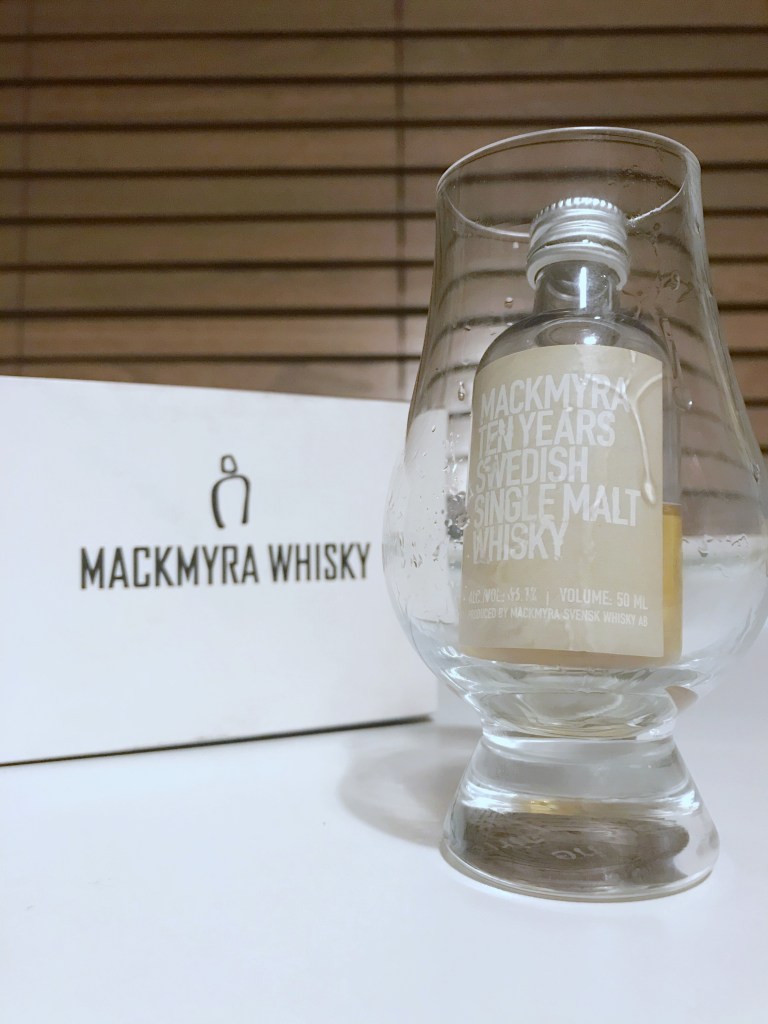 MACKMYRA WHISKY
MACKMYRA
TEN YEARS
SWEDISH
SINGLE MALT
WHISKY
VOLUME: 50 ML
PRODUCED BY MACKMYRA SVENSK WHISKY AB